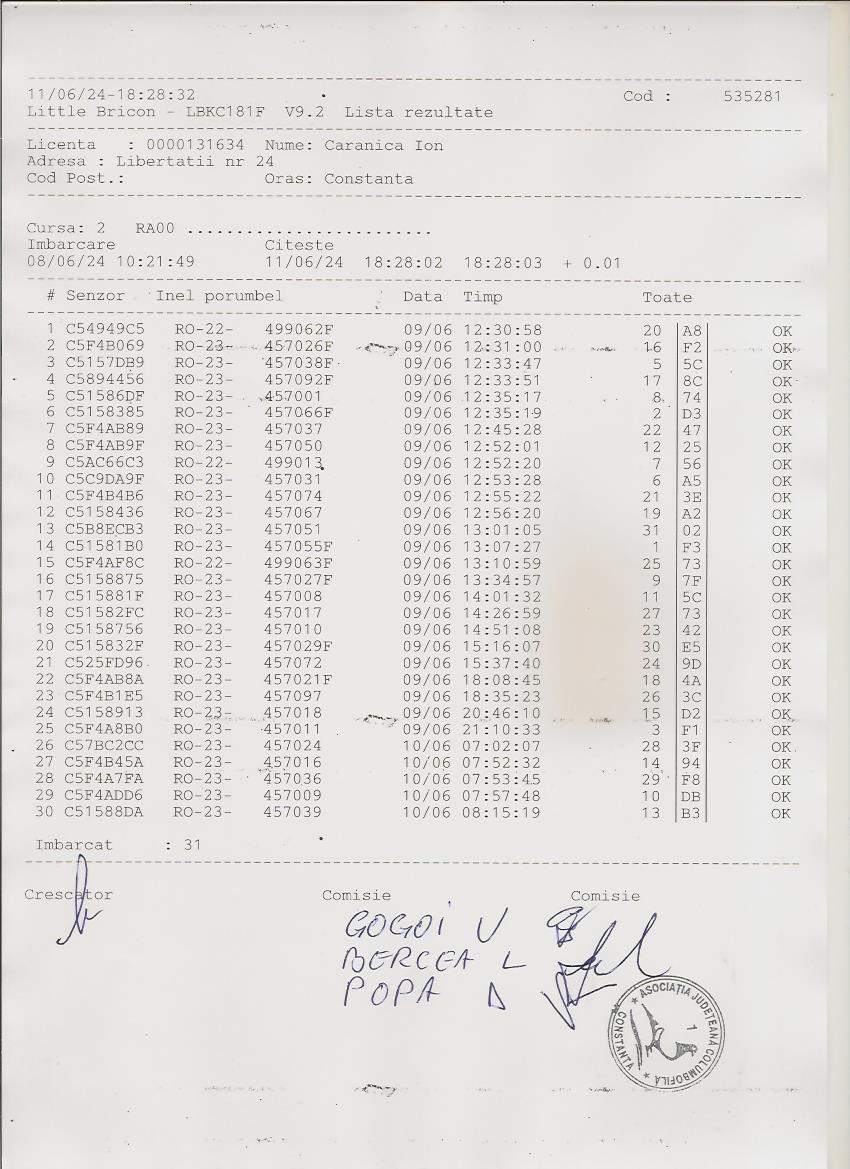 11/06/24-18:28:32 Cod : 535281
Little Bricon - LBKC181F V9.2 Lista rezultate
Licenta : 0000131634 Nume: Caranica Ion
Adresa : Libertatii nr 24
Cod Post.: Oras: Constanta
Cursa: 2 RA00 .........................
Imbarcare Citeste
08/06/24 10:21:49 11/06/24 18:28:02 18:28:03 + 0.01
# Senzor Inel porumbel Data Timp Toate
1 C54949C5 RO-22- 499062F 09/06 12:30:58 20 A8 OK
2 C5F4B069 RO-23- 457026F 09/06 12:31:00 16 F2 OK
3 C5157DB9 RO-23- 457038F 09/06 12:33:47 5 5C OK
4 C5894456 RO-23- 457092F 09/06 12:33:51 17 8C OK
5 C51586DF RO-23- 457001 09/06 12:35:17 8 74 OK
6 C5158385 RO-23- 457066F 09/06 12:35:19 2 D3 OK
7 C5F4AB89 RO-23- 457037 09/06 12:45:28 22 47 OK
8 C5F4AB9F RO-23- 457050 09/06 12:52:01 12 25 OK
9 C5AC66C3 RO-22- 499013 09/06 12:52:20 7 56 OK
10 C5C9DA9F RO-23- 457031 09/06 12:53:28 6 A5 OK
11 C5F4B4B6 RO-23- 457074 09/06 12:55:22 21 3E OK
12 C5158436 RO-23- 457067 09/06 12:56:20 19 A2 OK
13 C5B8ECB3 RO-23- 457051 09/06 13:01:05 31 02 OK
14 C51581B0 RO-23- 457055F 09/06 13:07:27 1 F3 OK
15 C5F4AF8C RO-22- 499063F 09/06 13:10:59 25 73 OK
16 C5158875 RO-23- 457027F 09/06 13:34:57 9 7F OK
17 C515881F RO-23- 457008 09/06 14:01:32 11 5C OK
18 C51582FC RO-23- 457017 09/06 14:26:59 27 73 OK
19 C5158756 RO-23- 457010 09/06 14:51:08 23 42 OK
20 C515832F RO-23- 457029F 09/06 15:16:07 30 E5 OK
21 C525FD96 RO-23- 457072 09/06 15:37:40 24 9D OK
22 C5F4AB8A RO-23- 457021F 09/06 18:08:45 18 4A OK
23 C5F4B1E5 RO-23- 457097 09/06 18:35:23 26 3C OK
24 C5158913 RO-23- 457018 09/06 20:46:10 15 D2 OK
25 C5F4A8B0 RO-23- 457011 09/06 21:10:33 3 F1 OK
26 C57BC2CC RO-23- 457024 10/06 07:02:07 28 3F OK
27 C5F4B45A RO-23- 457016 10/06 07:52:32 14 94 OK
28 C5F4A7FA RO-23- 457036 10/06 07:53:45 29 F8 OK
29 C5F4ADD6 RO-23- 457009 10/06 07:57:48 10 DB OK
30 C51588DA RO-23- 457039 10/06 08:15:19 13 B3 OK
Imbarcat : 31
Crescator Comisie Comisie
GOGOI V
BERCEA L
POPA D
ASOCIAȚIA JUDEȚEANA COLUMBOFILĂ CONSTANȚA
1